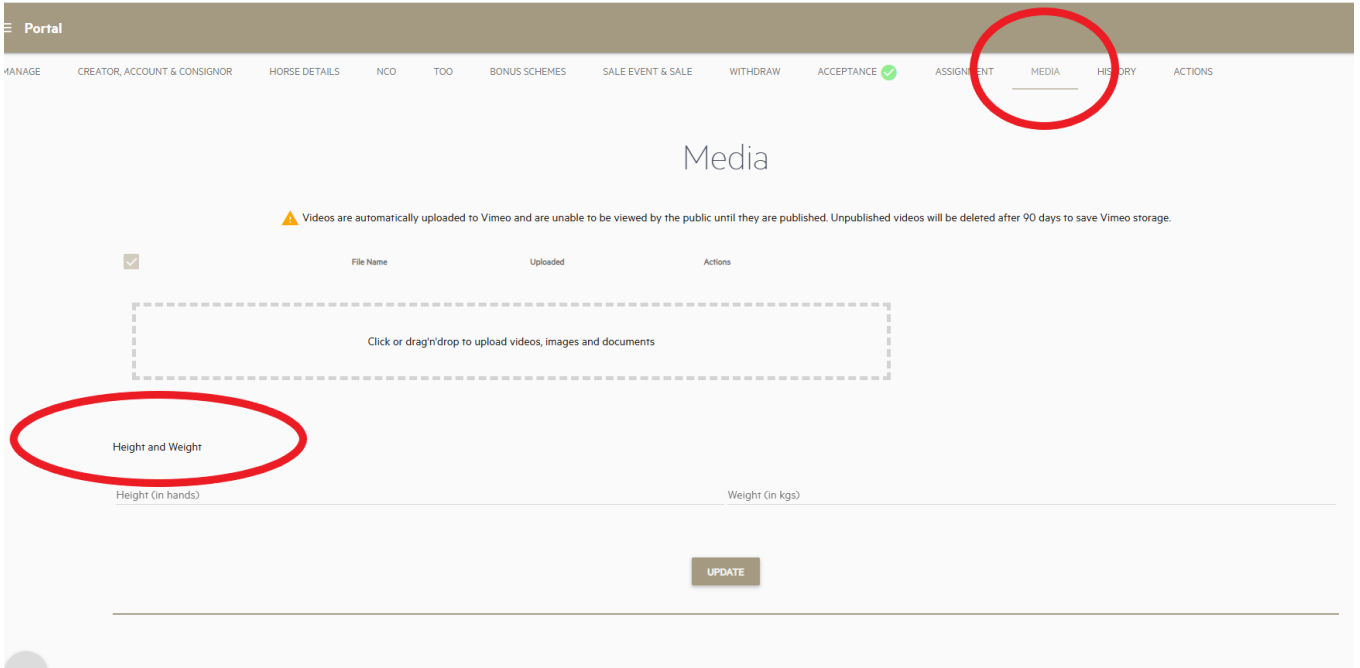 Portal
MANAGE CREATOR, ACCOUNT & CONSIGNOR HORSE DETAILS NCO TOO BONUS SCHEMES SALE EVENT & SALE WITHDRAW ACCEPTANCE ASSIGNMENT MEDIA HISTORY ACTIONS
Media
Videos are automatically uploaded to Vimeo and are unable to be viewed by the public until they are published. Unpublished videos will be deleted after 90 days to save Vimeo storage.
File Name Uploaded Actions
Click or drag'n'drop to upload videos, images and documents
Height and Weight
Height (in hands) Weight (in kgs)
UPDATE